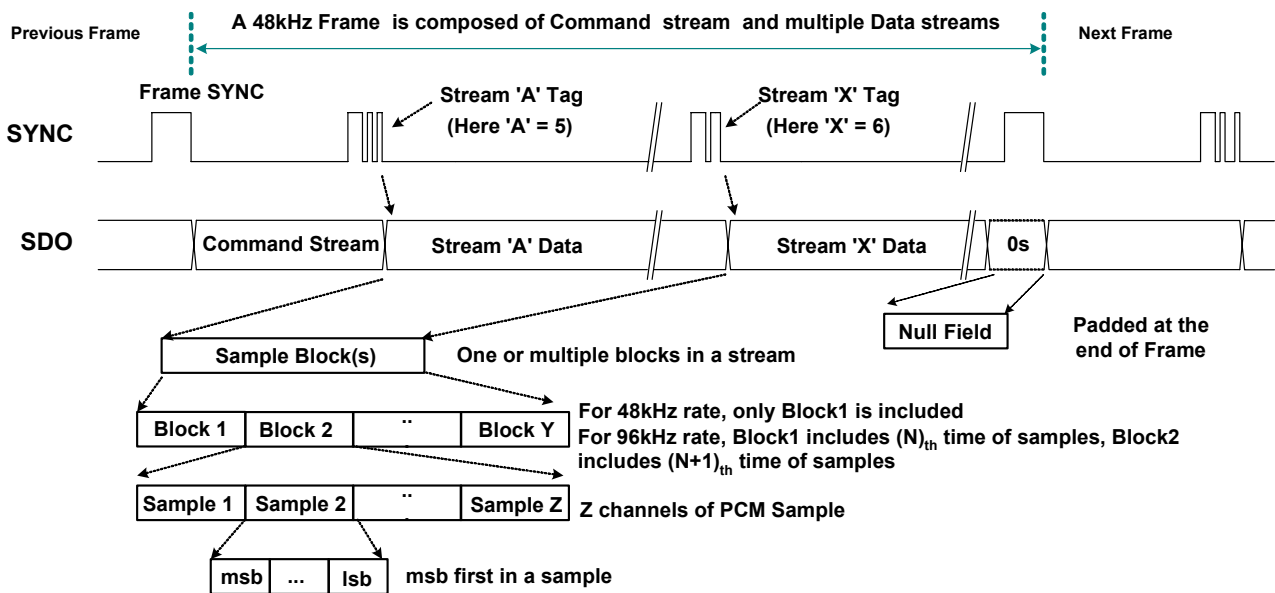 A 48kHz Frame is composed of Command stream and multiple Data streams
Previous Frame
Next Frame
Frame SYNC
Stream 'A' Tag
(Here 'A' = 5)
Stream 'X' Tag
(Here 'X' = 6)
SYNC
SDO
Command Stream
Stream 'A' Data
Stream 'X' Data
0s
Null Field
Padded at the
end of Frame
Sample Block(s)
One or multiple blocks in a stream
Block 1
Block 2
..
.
Block Y
For 48kHz rate, only Block1 is included
For 96kHz rate, Block1 includes (N)th time of samples, Block2
includes (N+1)th time of samples
Sample 1
Sample 2
..
.
Sample Z
Z channels of PCM Sample
msb
...
lsb
msb first in a sample